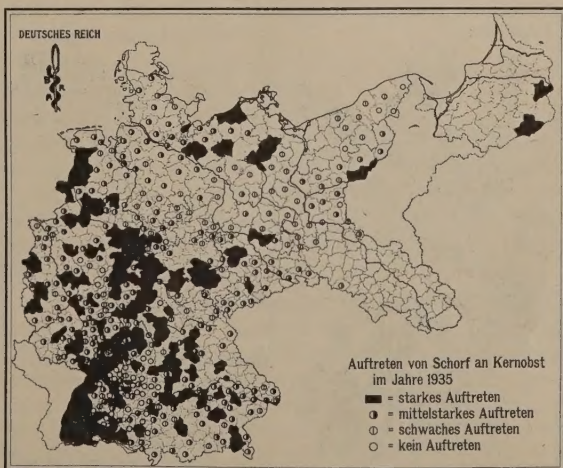 DEUTSCHES REICH
Auftreten von Schorf an Kernobst
im Jahre 1935
= starkes Auftreten
= mittelstarkes Auftreten
= schwaches Auftreten
= kein Auftreten